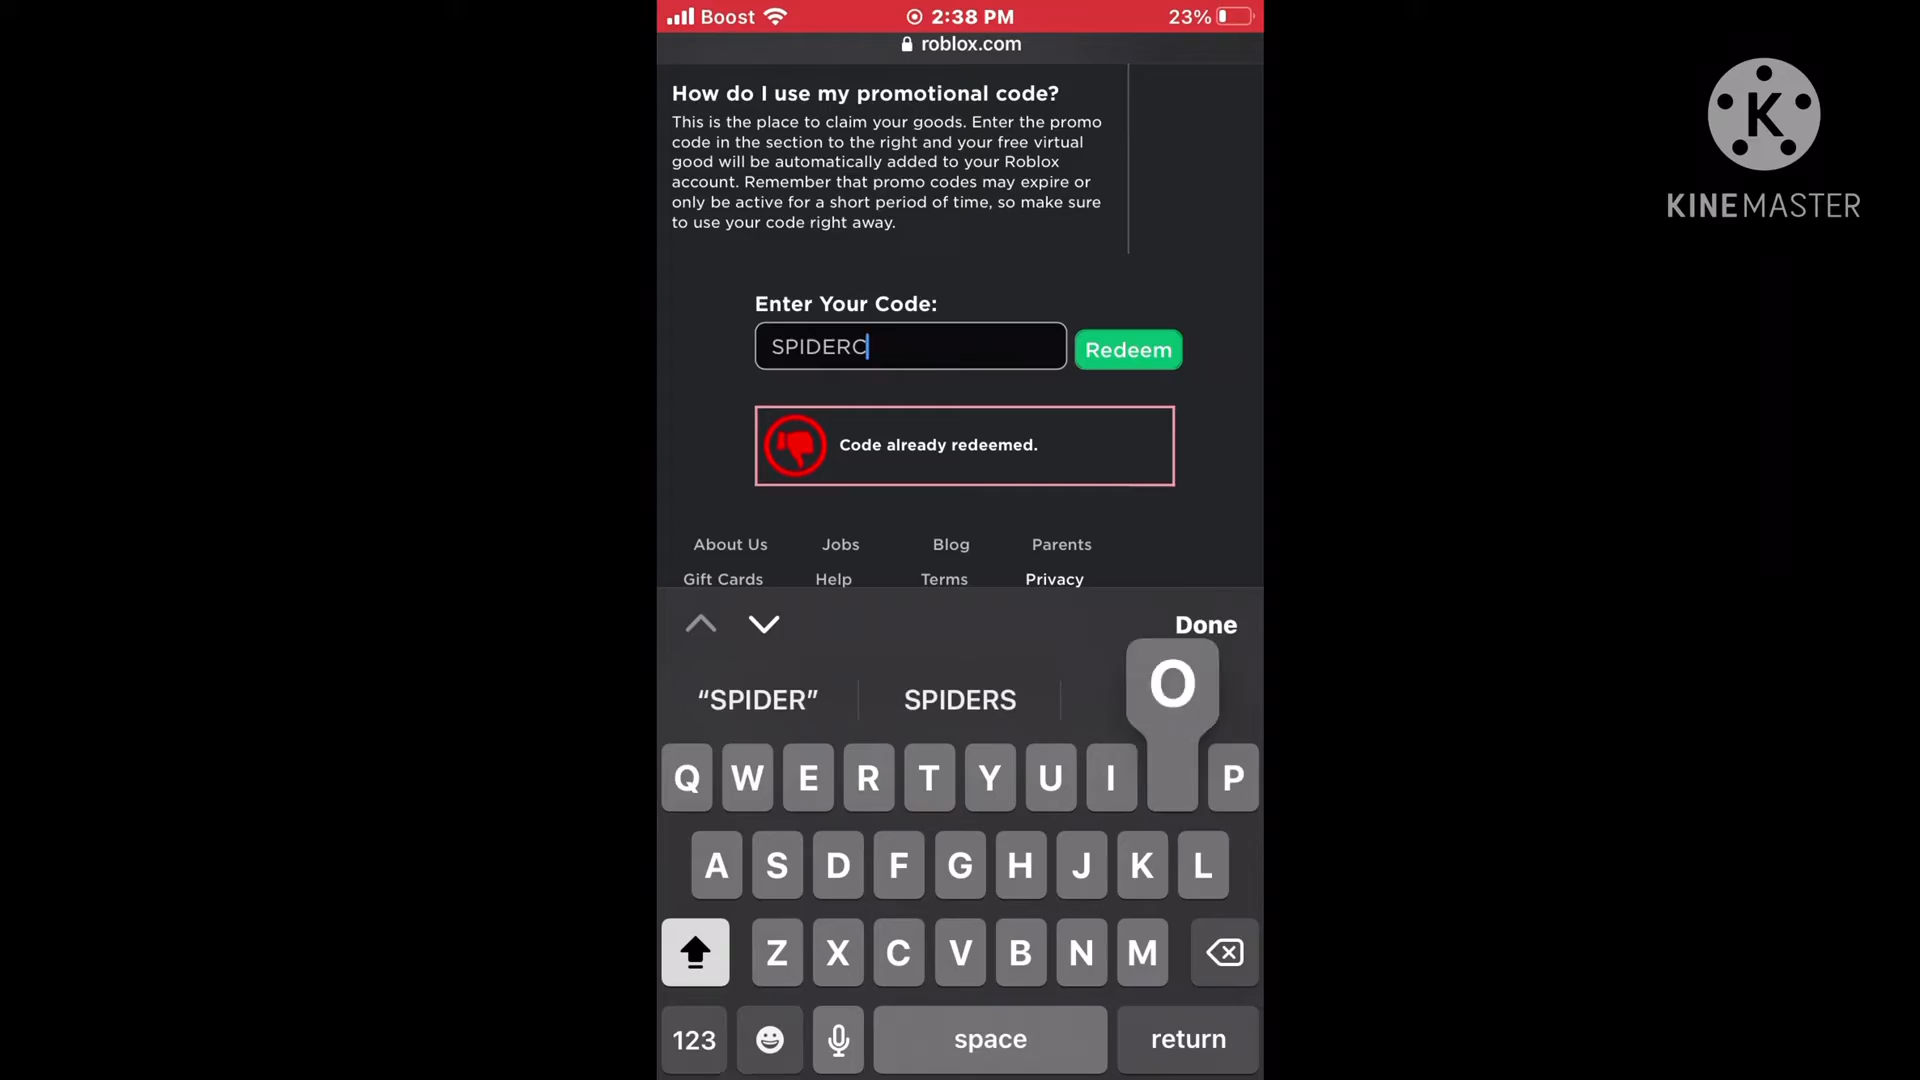 Boost 2:38 PM 23%
roblox.com
How do I use my promotional code?
This is the place to claim your goods. Enter the promo
code in the section to the right and your free virtual
good will be automatically added to your Roblox
account. Remember that promo codes may expire or
only be active for a short period of time, so make sure
to use your code right away.
Enter Your Code:
SPIDERC
Redeem
Code already redeemed.
About Us Jobs Blog Parents
Gift Cards Help Terms Privacy
Done
“SPIDER” SPIDERS
O
Q W E R T Y U I P
A S D F G H J K L
Z X C V B N M
123 space return
K
KINEMASTER